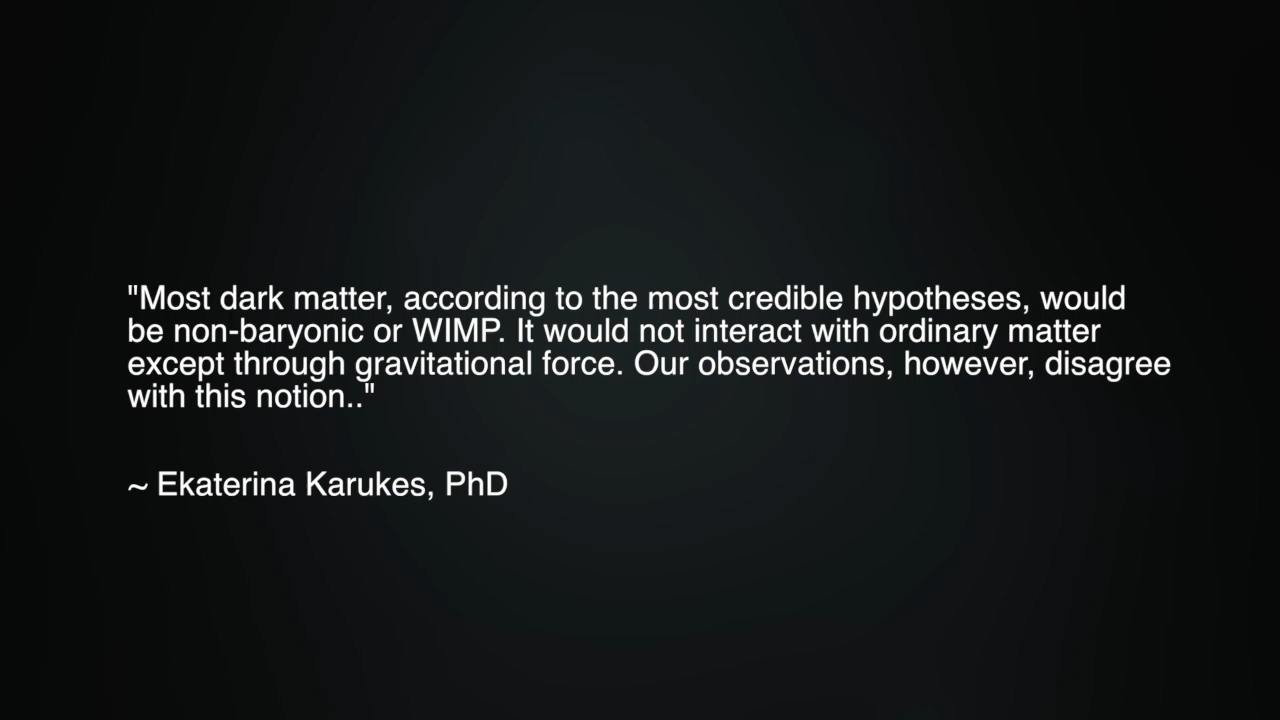 "Most dark matter, according to the most credible hypotheses, would
be non-baryonic or WIMP. It would not interact with ordinary matter
except through gravitational force. Our observations, however, disagree
with this notion.."
~ Ekaterina Karukes, PhD